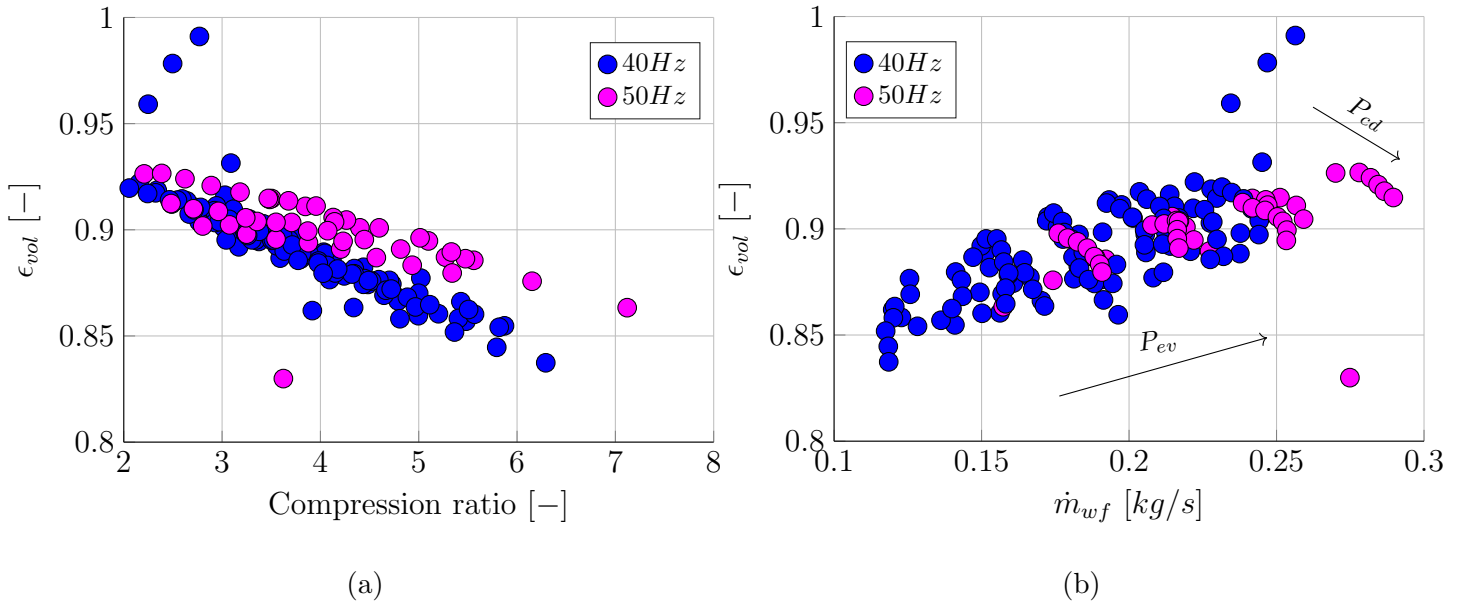 1
0.95
0.9
0.85
0.8
2 3 4 5 6 7 8
ϵ_vol [−]
Compression ratio [−]
40Hz
50Hz
(a)
1
0.95
0.9
0.85
0.8
0.1 0.15 0.2 0.25 0.3
ϵ_vol [−]
ṁ_wf [kg/s]
40Hz
50Hz
P_cd
P_ev
(b)